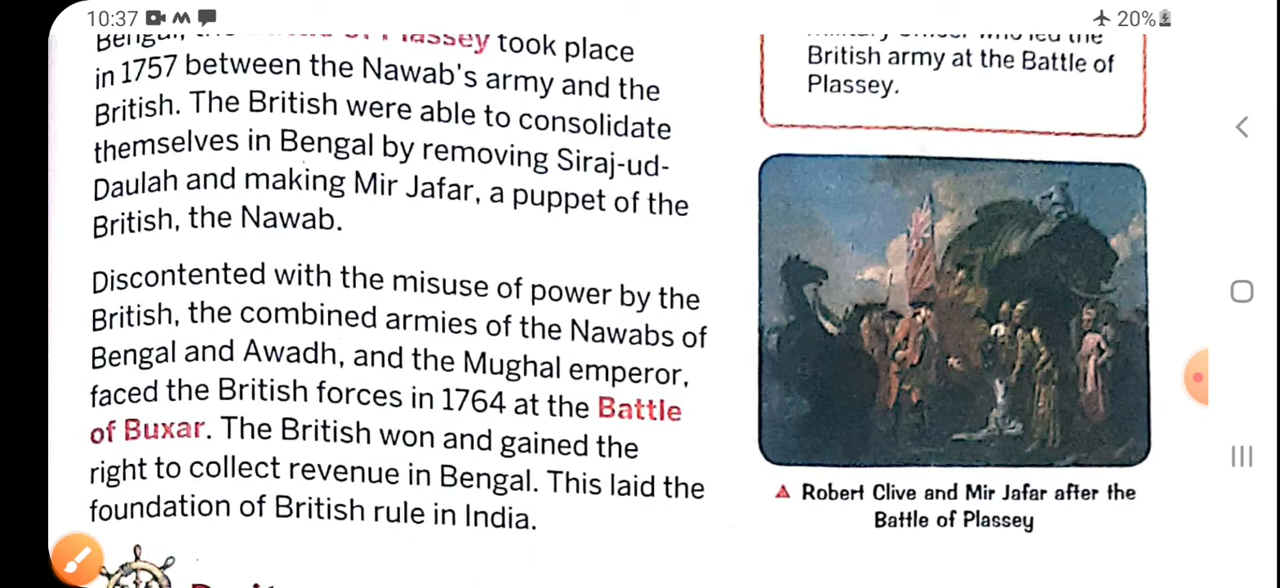 10:37
20%
Plassey took place
in 1757 between the Nawab's army and the
British. The British were able to consolidate
themselves in Bengal by removing Siraj-ud-
Daulah and making Mir Jafar, a puppet of the
British, the Nawab.
Discontented with the misuse of power by the
British, the combined armies of the Nawabs of
Bengal and Awadh, and the Mughal emperor,
faced the British forces in 1764 at the Battle
of Buxar. The British won and gained the
right to collect revenue in Bengal. This laid the
foundation of British rule in India.
who led the
British army at the Battle of
Plassey.
Robert Clive and Mir Jafar after the
Battle of Plassey